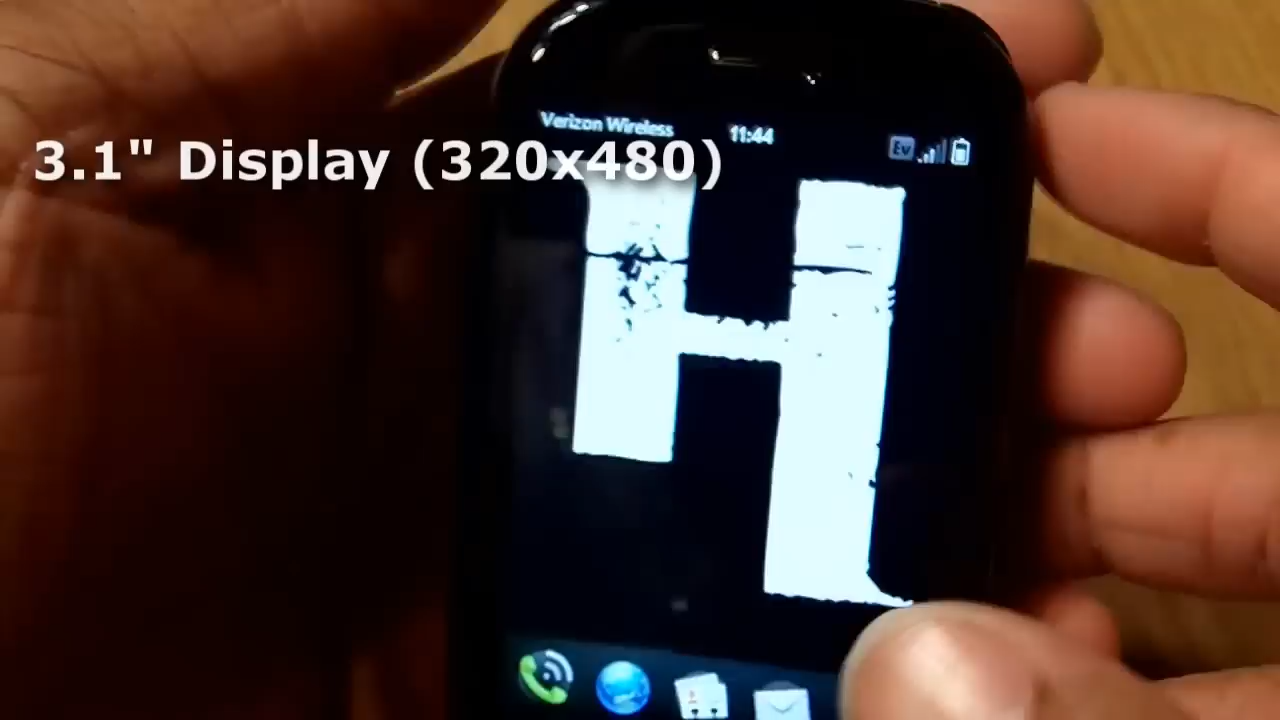 Verizon Wireless 11:44 Ev
3.1" Display (320x480)
H